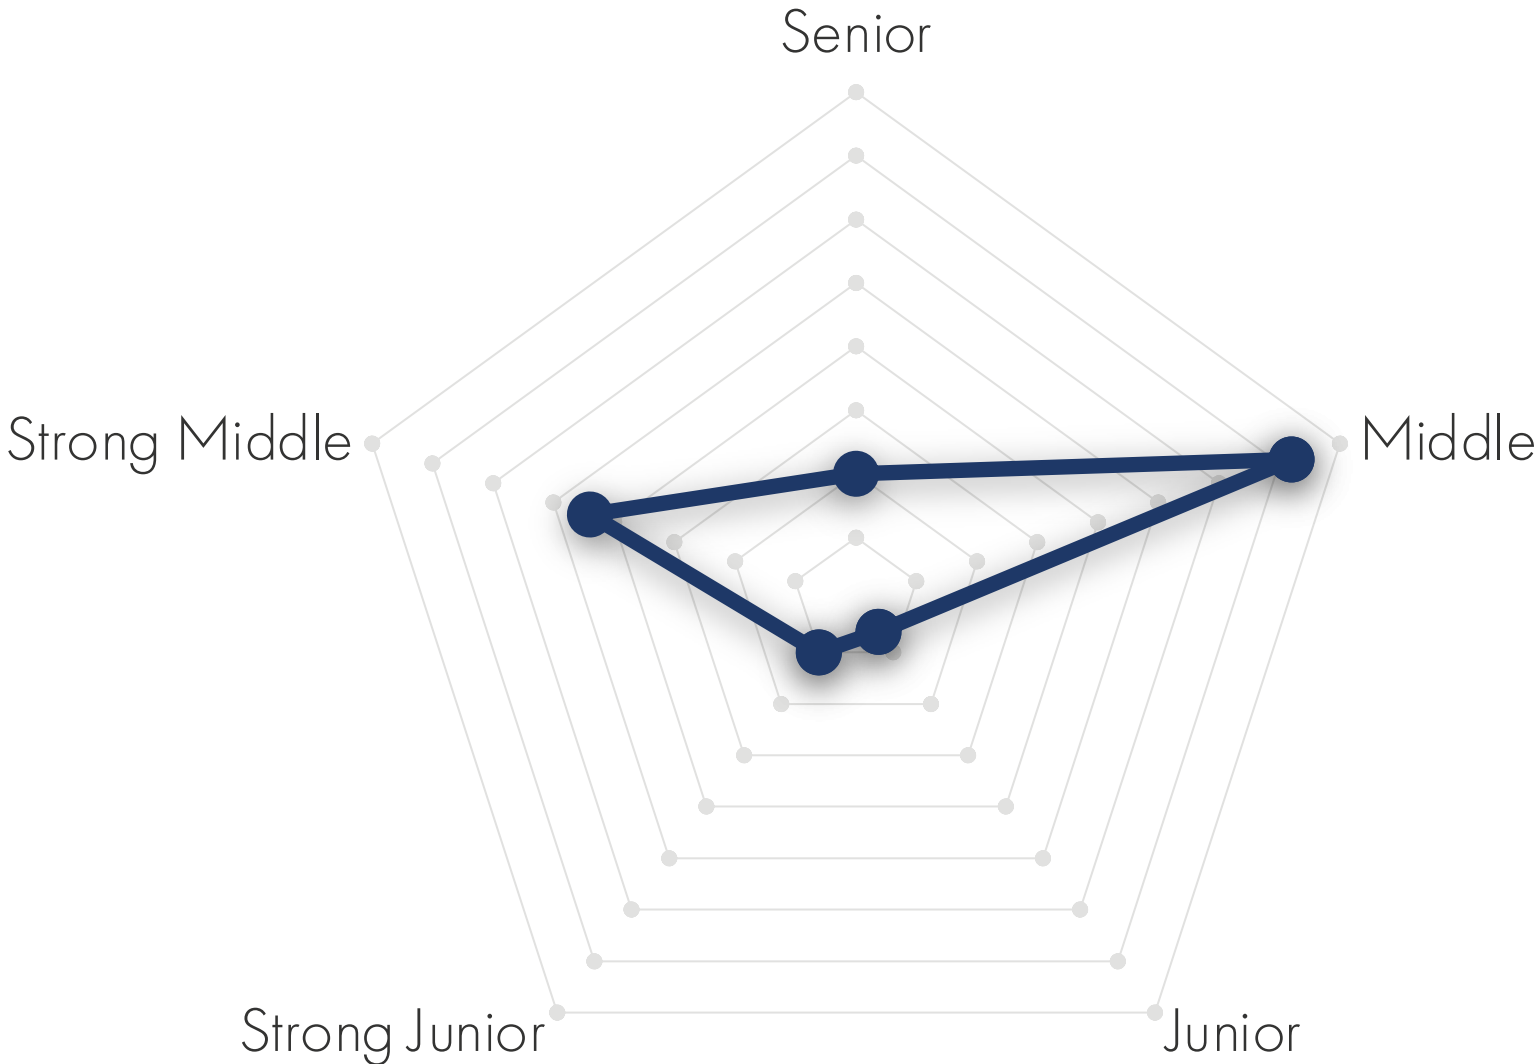 Senior
Strong Middle
Middle
Strong Junior
Junior